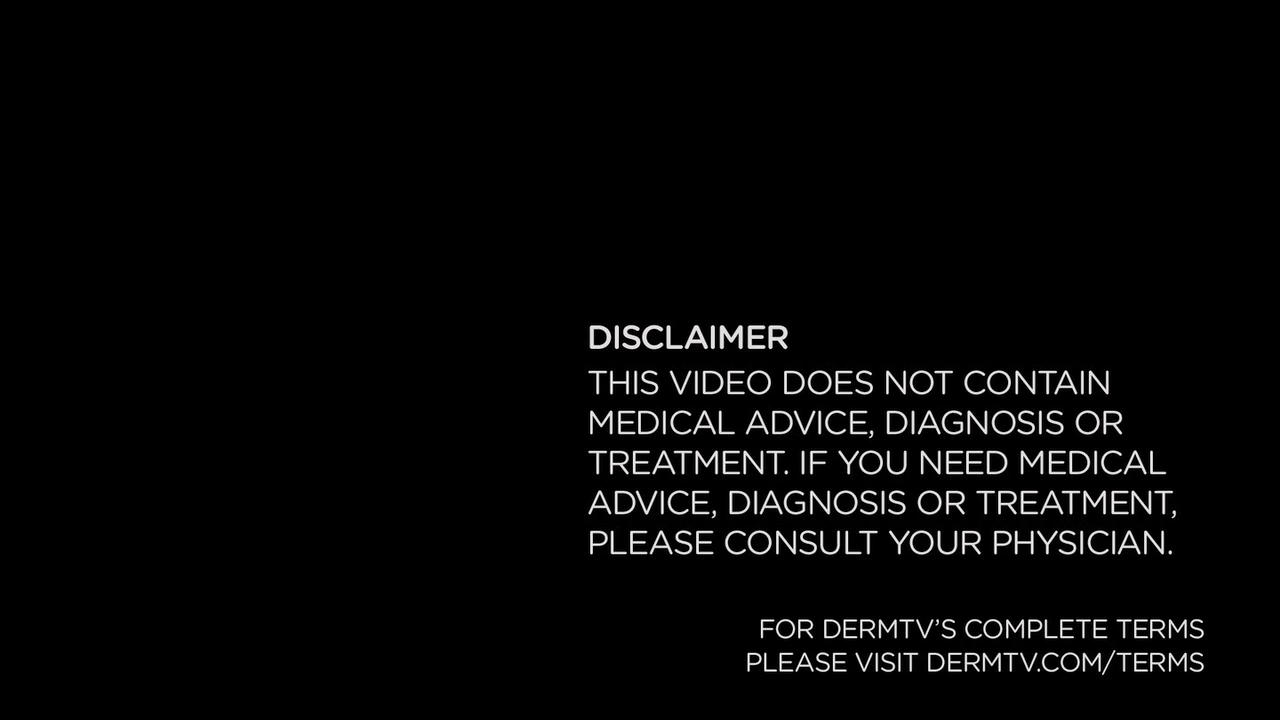 DISCLAIMER
THIS VIDEO DOES NOT CONTAIN
MEDICAL ADVICE, DIAGNOSIS OR
TREATMENT. IF YOU NEED MEDICAL
ADVICE, DIAGNOSIS OR TREATMENT,
PLEASE CONSULT YOUR PHYSICIAN.
FOR DERMTV’S COMPLETE TERMS
PLEASE VISIT DERMTV.COM/TERMS